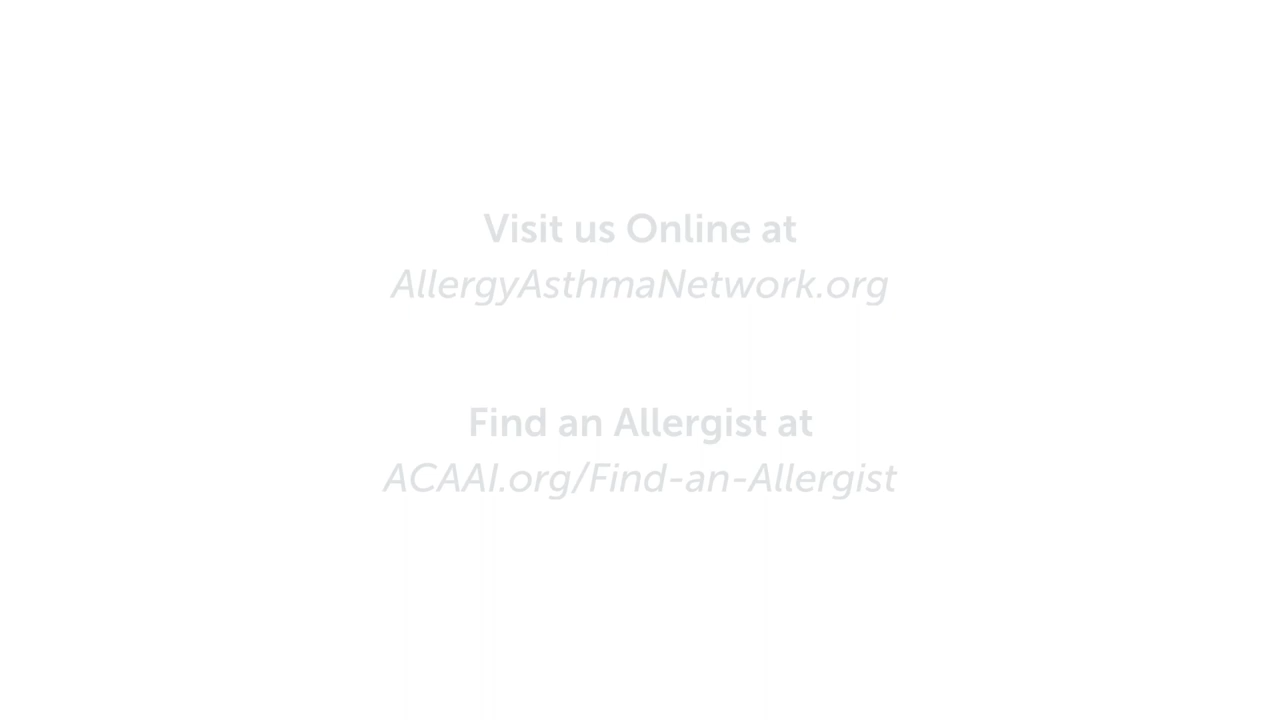 Visit us Online at
AllergyAsthmaNetwork.org
Find an Allergist at
ACAAI.org/Find-an-Allergist